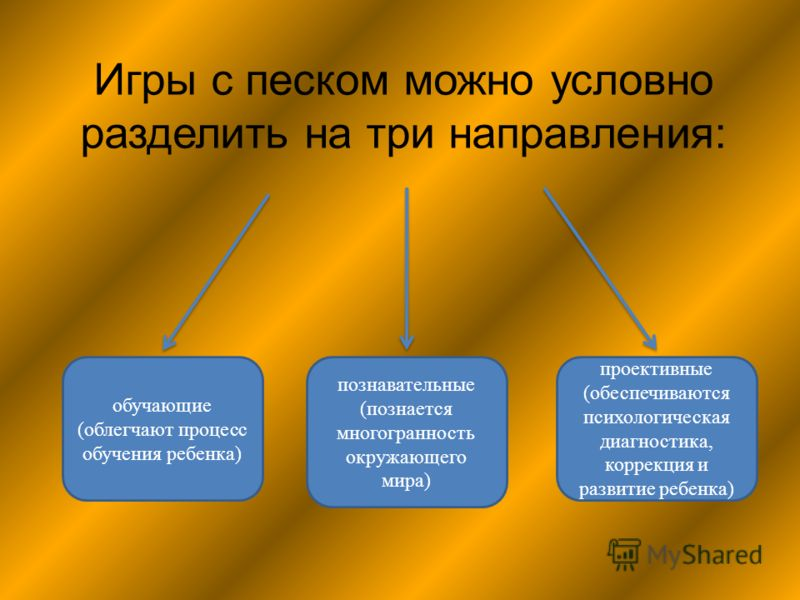 Игры с песком можно условно
разделить на три направления:
обучающие
(облегчают процесс
обучения ребенка)
познавательные
(познается
многогранность
окружающего
мира)
проективные
(обеспечиваются
психологическая
диагностика,
коррекция и
развитие ребенка)
MyShared